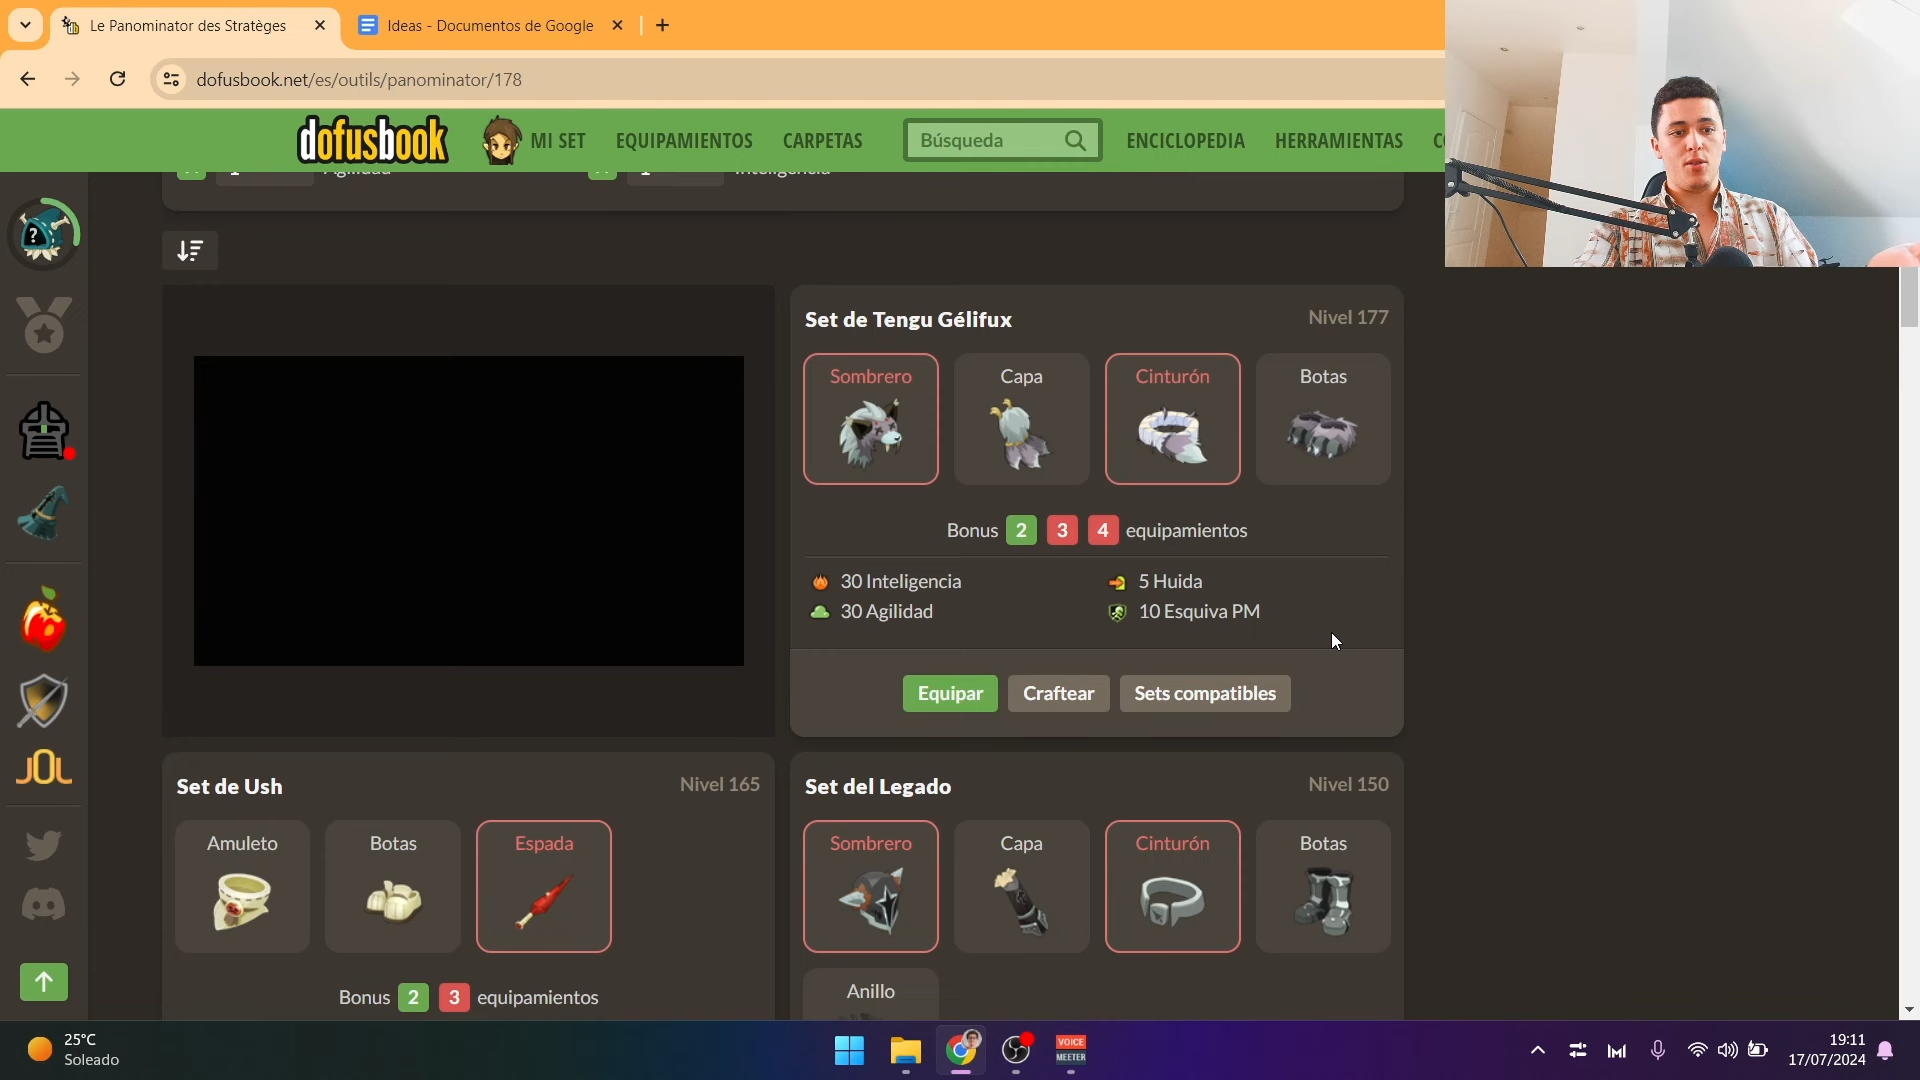 Le Panominator des Stratèges
Ideas - Documentos de Google
dofusbook.net/es/outils/panominator/178
dofusbook
MI SET
EQUIPAMIENTOS
CARPETAS
Búsqueda
ENCICLOPEDIA
HERRAMIENTAS
Agilidad
Inteligencia
Set de Tengu Gélifux
Nivel 177
Sombrero
Capa
Cinturón
Botas
Bonus 2 3 4 equipamientos
30 Inteligencia
5 Huida
30 Agilidad
10 Esquiva PM
Equipar
Craftear
Sets compatibles
Set de Ush
Nivel 165
Amuleto
Botas
Espada
Bonus 2 3 equipamientos
Set del Legado
Nivel 150
Sombrero
Capa
Cinturón
Botas
Anillo
JOL
25°C
Soleado
VOICE
MEETER
19:11
17/07/2024